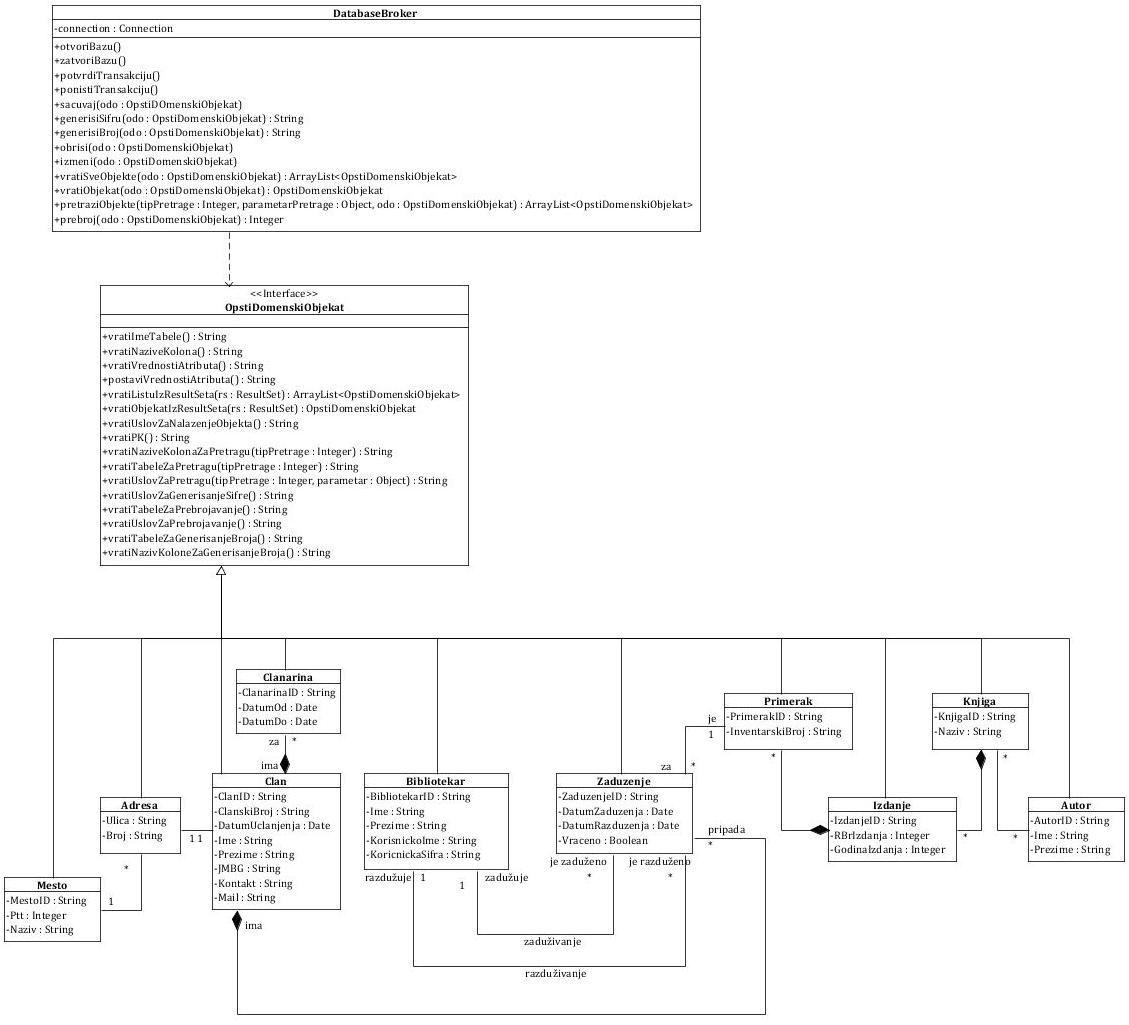 DatabaseBroker
-connection : Connection
+otvoriBazu()
+zatvoriBazu()
+potvrdiTransakciju()
+ponistiTransakciju()
+sacuvaj(odo : OpstiDOmenskiObjekat)
+generisiSifru(odo : OpstiDomenskiObjekat) : String
+generisiBroj(odo : OpstiDomenskiObjekat) : String
+obrisi(odo : OpstiDomenskiObjekat)
+izmeni(odo : OpstiDomenskiObjekat)
+vratiSveObjekte(odo : OpstiDomenskiObjekat) : ArrayList<OpstiDomenskiObjekat>
+vratiObjekat(odo : OpstiDomenskiObjekat) : OpstiDomenskiObjekat
+pretraziObjekte(tipPretrage : Integer, parametarPretrage : Object, odo : OpstiDomenskiObjekat) : ArrayList<OpstiDomenskiObjekat>
+prebroj(odo : OpstiDomenskiObjekat) : Integer
<<Interface>>
OpstiDomenskiObjekat
+vratiImeTabele() : String
+vratiNaziveKolona() : String
+vratiVrednostiAtributa() : String
+postaviVrednostiAtributa() : String
+vratiListuIzResultSeta(rs : ResultSet) : ArrayList<OpstiDomenskiObjekat>
+vratiObjekatIzResultSeta(rs : ResultSet) : OpstiDomenskiObjekat
+vratiUslovZaNalazenjeObjekta() : String
+vratiPK() : String
+vratiNaziveKolonaZaPretragu(tipPretrage : Integer) : String
+vratiTabeleZaPretragu(tipPretrage : Integer) : String
+vratiUslovZaPretragu(tipPretrage : Integer, parametar : Object) : String
+vratiUslovZaGenerisanjeSifre() : String
+vratiTabeleZaPrebrojavanje() : String
+vratiUslovZaPrebrojavanje() : String
+vratiTabeleZaGenerisanjeBroja() : String
+vratiNazivKoloneZaGenerisanjeBroja() : String
Clanarina
-ClanarinaID : String
-DatumOd : Date
-DatumDo : Date
za *
ima
Primerak
-PrimerakID : String
-InventarskiBroj : String
je
1
*
Knjiga
-KnjigaID : String
-Naziv : String
*
za *
Adresa
-Ulica : String
-Broj : String
1 1
*
Clan
-ClanID : String
-ClanskiBroj : String
-DatumUclanjenja : Date
-Ime : String
-Prezime : String
-JMBG : String
-Kontakt : String
-Mail : String
ima
Bibliotekar
-BibliotekarID : String
-Ime : String
-Prezime : String
-KorisnickoIme : String
-KoricnickaSifra : String
razdužuje 1
1
zadužuje
Zaduzenje
-ZaduzenjeID : String
-DatumZaduzenja : Date
-DatumRazduzenja : Date
-Vraceno : Boolean
pripada
*
je zaduženo
*
je razduženo
*
Izdanje
-IzdanjeID : String
-RBrIzdanja : Integer
-GodinaIzdanja : Integer
*
*
Autor
-AutorID : String
-Ime : String
-Prezime : String
Mesto
-MestoID : String
-Ptt : Integer
-Naziv : String
1
zaduživanje
razduživanje